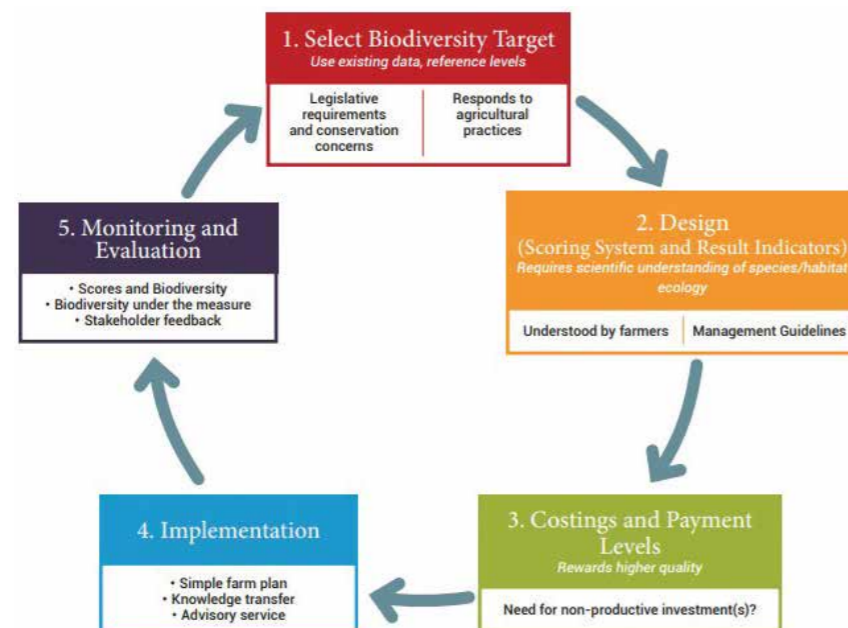 1. Select Biodiversity Target
Use existing data, reference levels
Legislative
requirements
and conservation
concerns
Responds to
agricultural
practices
2. Design
(Scoring System and Result Indicators)
Requires scientific understanding of species/habitat
ecology
Understood by farmers
Management Guidelines
3. Costings and Payment
Levels
Rewards higher quality
Need for non-productive investment(s)?
4. Implementation
• Simple farm plan
• Knowledge transfer
• Advisory service
5. Monitoring and
Evaluation
• Scores and Biodiversity
• Biodiversity under the measure
• Stakeholder feedback